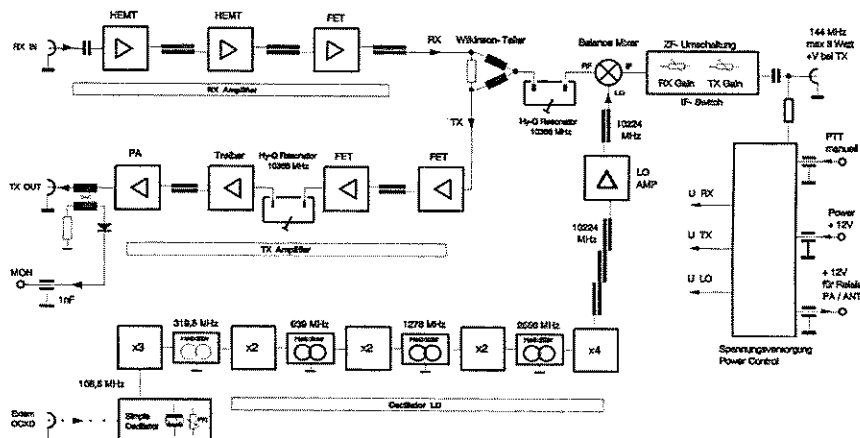 HEMT
HEMT
FET
RX IN
RX
RX Amplifier
Wilkinson-Teiler
Balance Mixer
RF
IF
LO
ZF- Umschaltung
RX Gain
TX Gain
IF- Switch
144 MHz
max 3 Watt
+V bei TX
Hy-Q Resonator
10368 MHz
TX
10224
MHz
PA
Treiber
Hy-Q Resonator
10368 MHz
FET
FET
TX OUT
TX Amplifier
LO
AMP
10224
MHz
MON
1nF
PTT
manuell
U RX
U TX
U LO
Power
+ 12V
+ 12V
für Relais
PA / ANT
Spannungsversorgung
Power Control
x3
319,5 MHz
x2
639 MHz
x2
1278 MHz
x2
2556 MHz
x4
106,5 MHz
Oscillator LO
Extern
OCXO
Simple
Oscillator